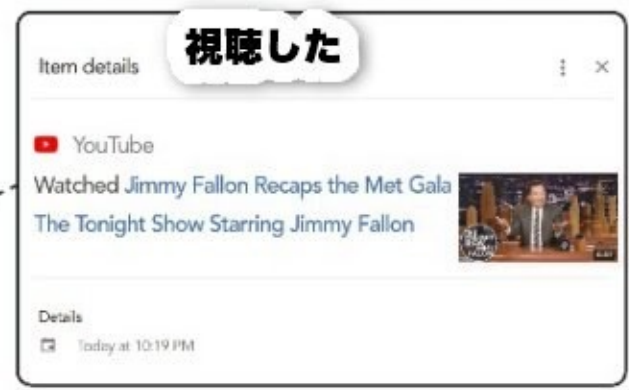 視聴した
Item details
YouTube
Watched Jimmy Fallon Recaps the Met Gala
The Tonight Show Starring Jimmy Fallon
Details
Today at 10:19 PM